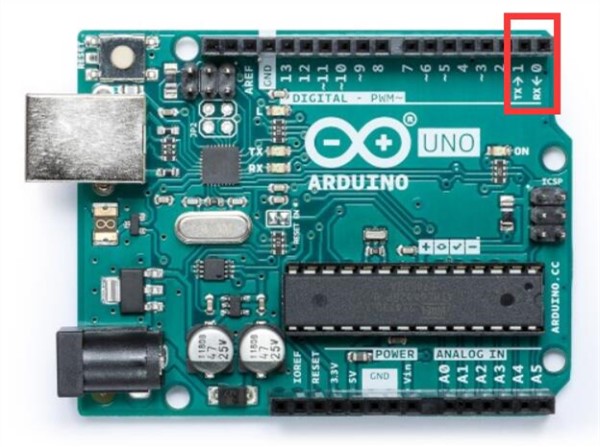 RESET
AREF
GND
13
12
~11
~10
~9
8
7
~6
~5
4
~3
2
TX→1
RX←0
DIGITAL - PWM~
TX
RX
UNO
ON
ARDUINO
ICSP
RESET EN
ARDUINO.CC
47
25V
47
25V
POWER
ANALOG IN
IOREF
RESET
3.3V
5V
GND
Vin
A0
A1
A2
A3
A4
A5